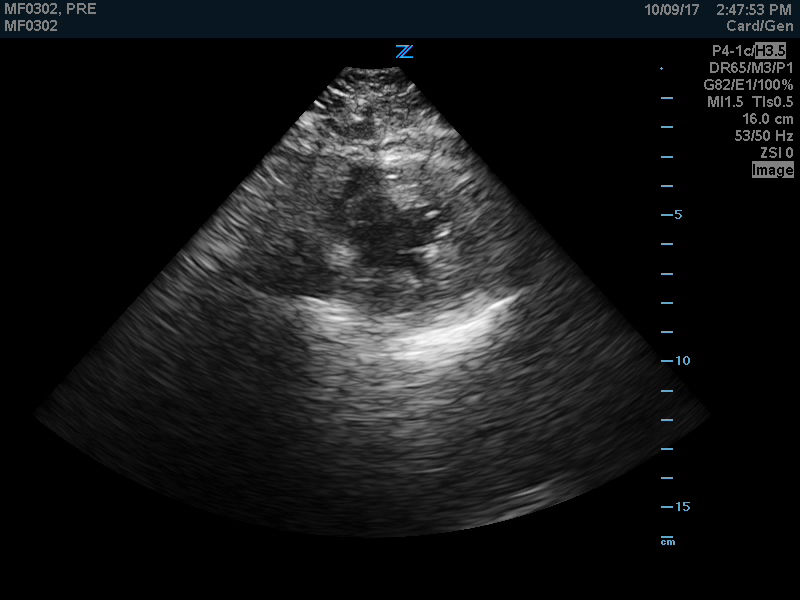 MF0302, PRE
MF0302
10/09/17 2:47:53 PM
Card/Gen
Z
P4-1c/H3.5
DR65/M3/P1
G82/E1/100%
MI1.5 TIs0.5
16.0 cm
53/50 Hz
ZSI 0
Image
5
10
15
cm